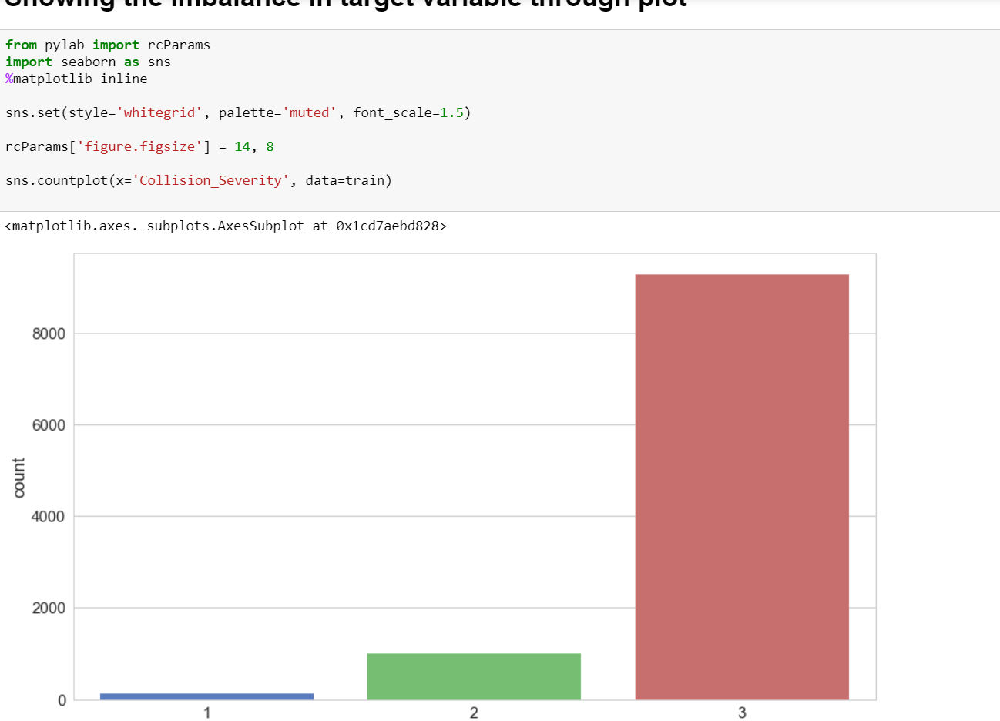 Showing the imbalance in target variable through plot
from pylab import rcParams
import seaborn as sns
%matplotlib inline
sns.set(style='whitegrid', palette='muted', font_scale=1.5)
rcParams['figure.figsize'] = 14, 8
sns.countplot(x='Collision_Severity', data=train)
<matplotlib.axes._subplots.AxesSubplot at 0x1cd7aebd828>
8000
6000
count
4000
2000
0
1 2 3